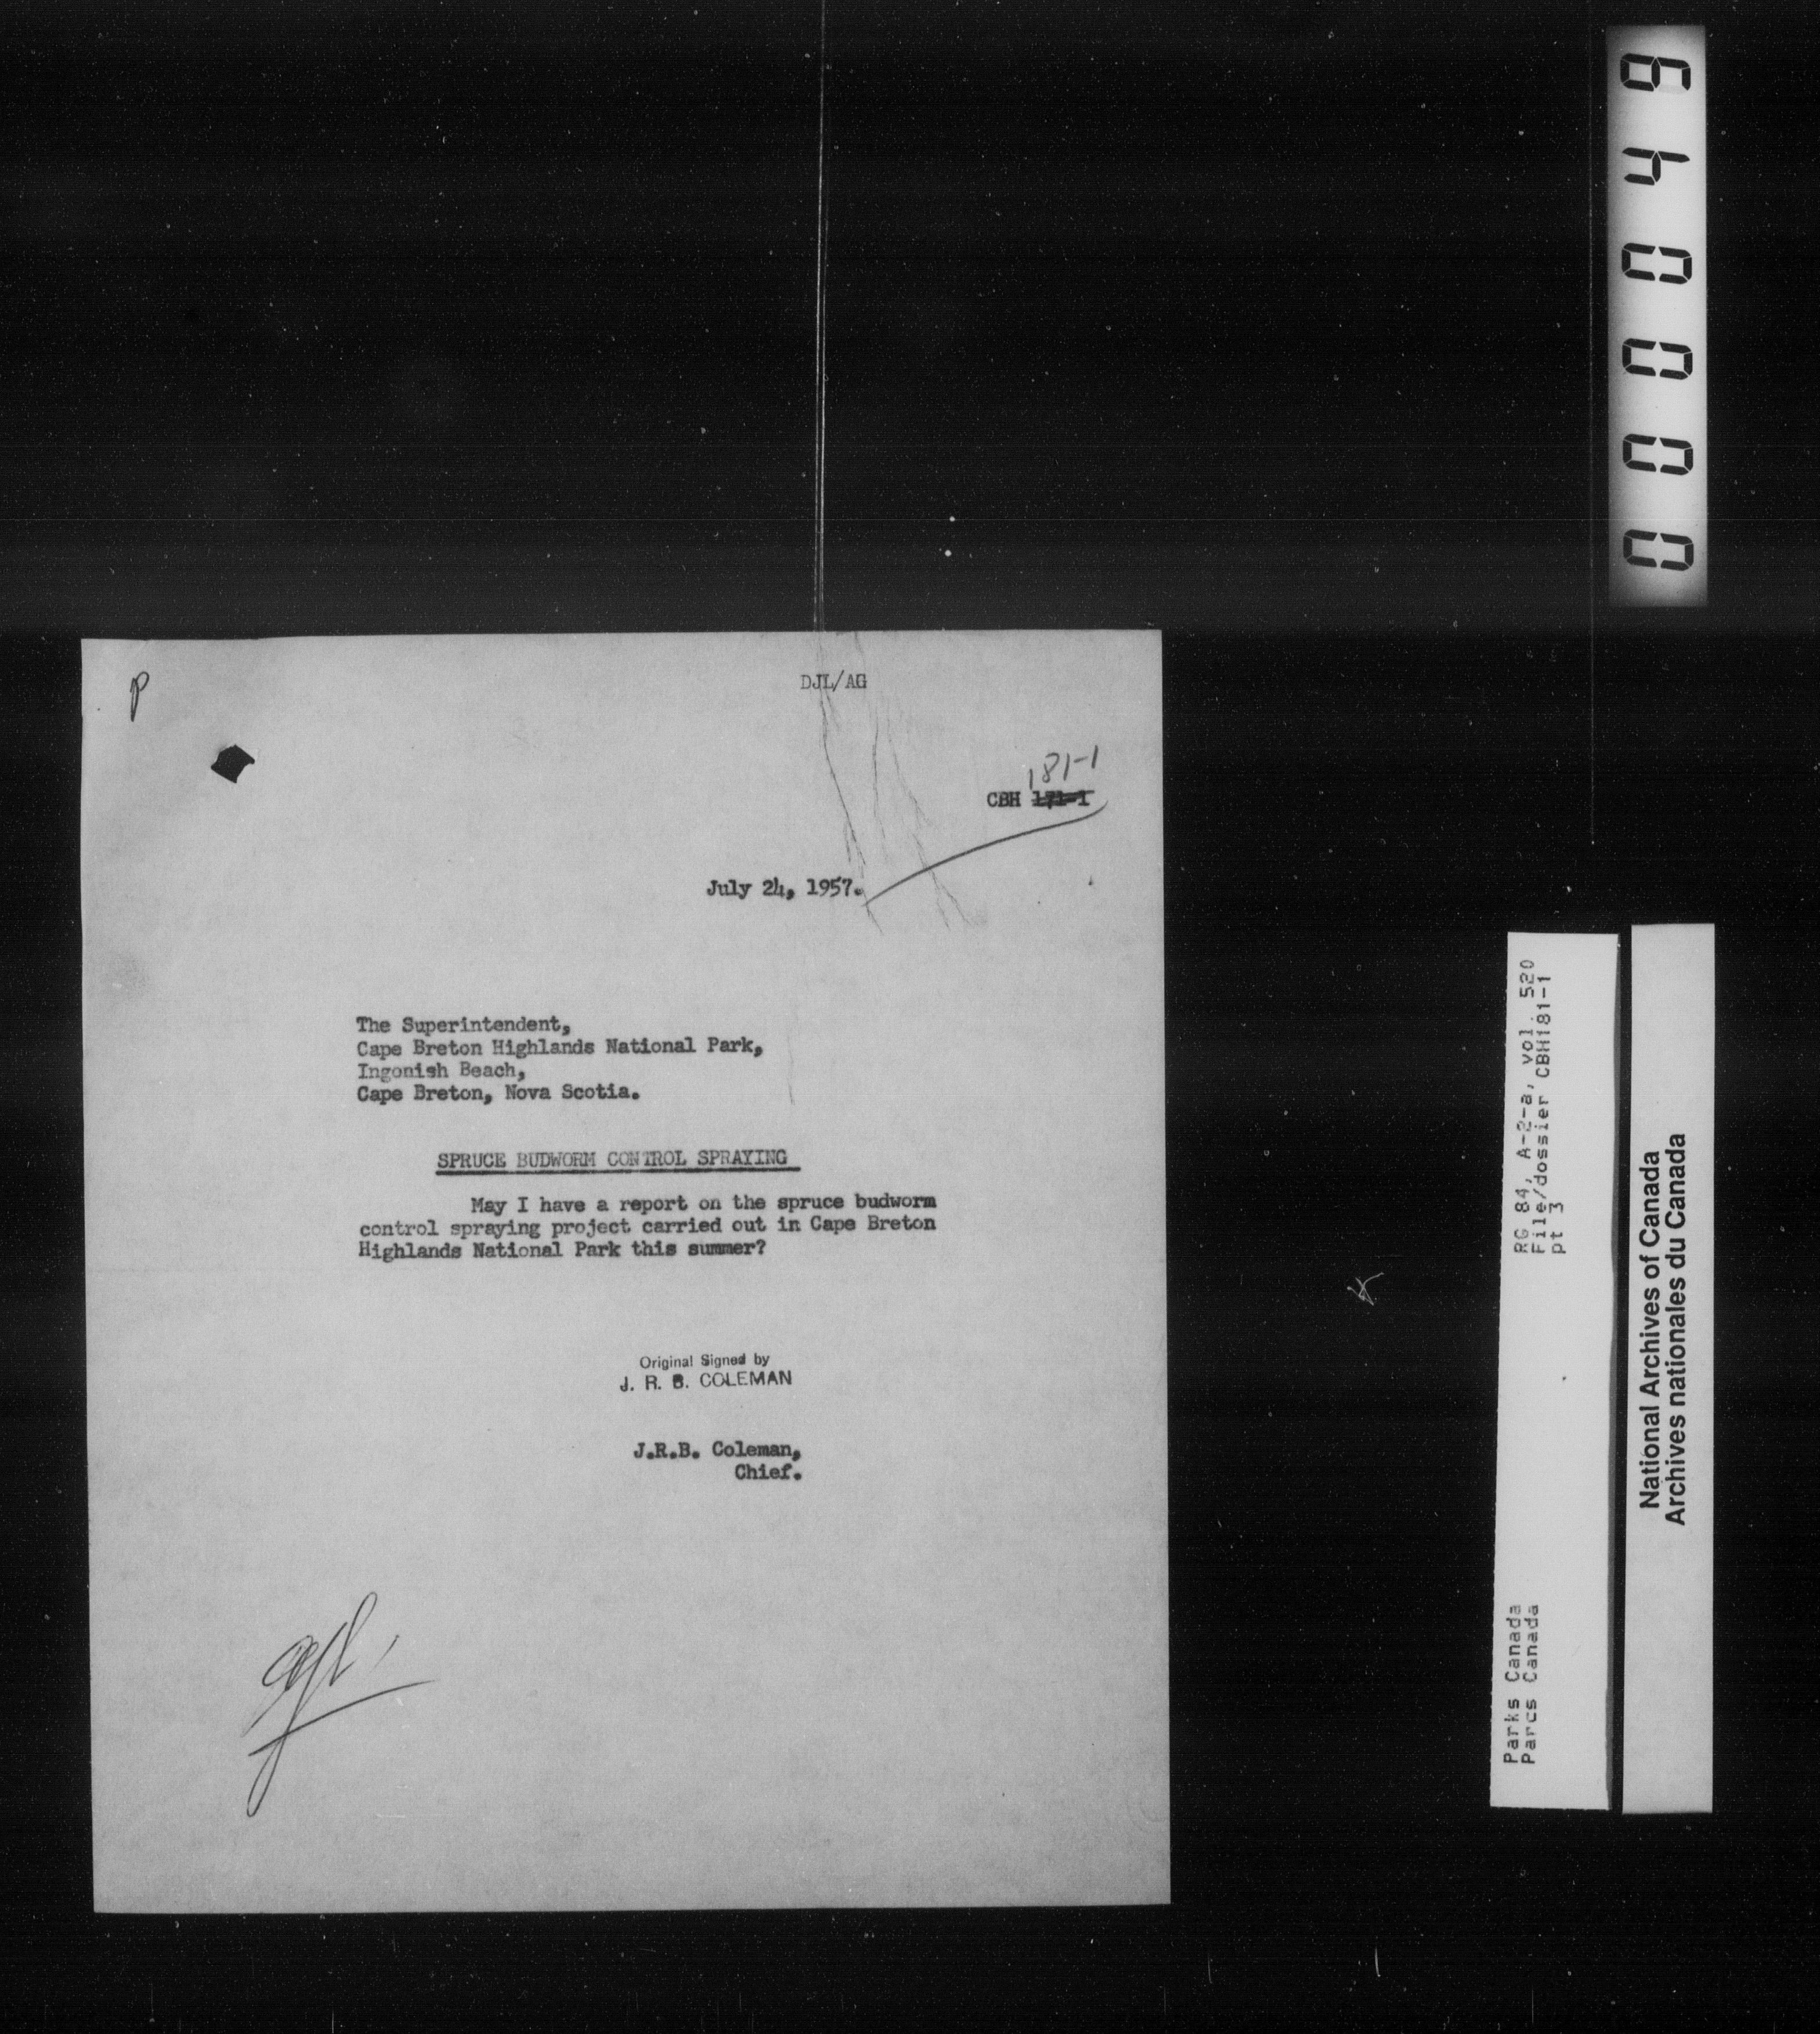 P
DJL/AG
181-1
CBH 171-1
July 24, 1957.
The Superintendent,
Cape Breton Highlands National Park,
Ingonish Beach,
Cape Breton, Nova Scotia.
SPRUCE BUDWORM CONTROL SPRAYING
May I have a report on the spruce budworm
control spraying project carried out in Cape Breton
Highlands National Park this summer?
Original Signed by
J. R. B. COLEMAN
J.R.B. Coleman,
Chief.
000049
RG 84, A-2-a, vol. 520
File/dossier CBH181-1
pt 3
Parks Canada
Parcs Canada
National Archives of Canada
Archives nationales du Canada